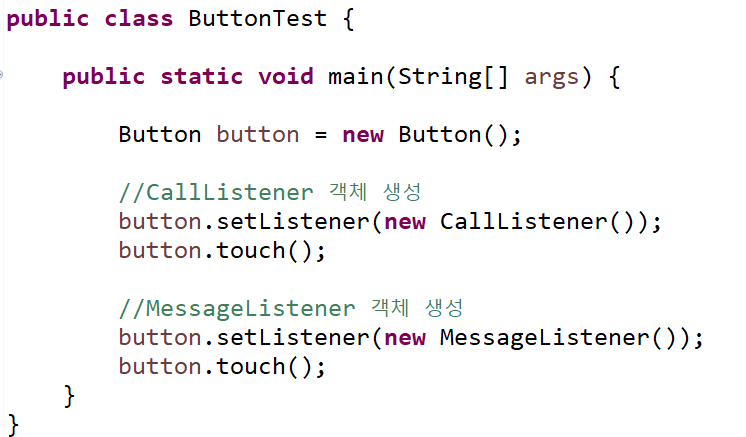 public class ButtonTest {
public static void main(String[] args) {
Button button = new Button();
//CallListener 객체 생성
button.setListener(new CallListener());
button.touch();
//MessageListener 객체 생성
button.setListener(new MessageListener());
button.touch();
}
}